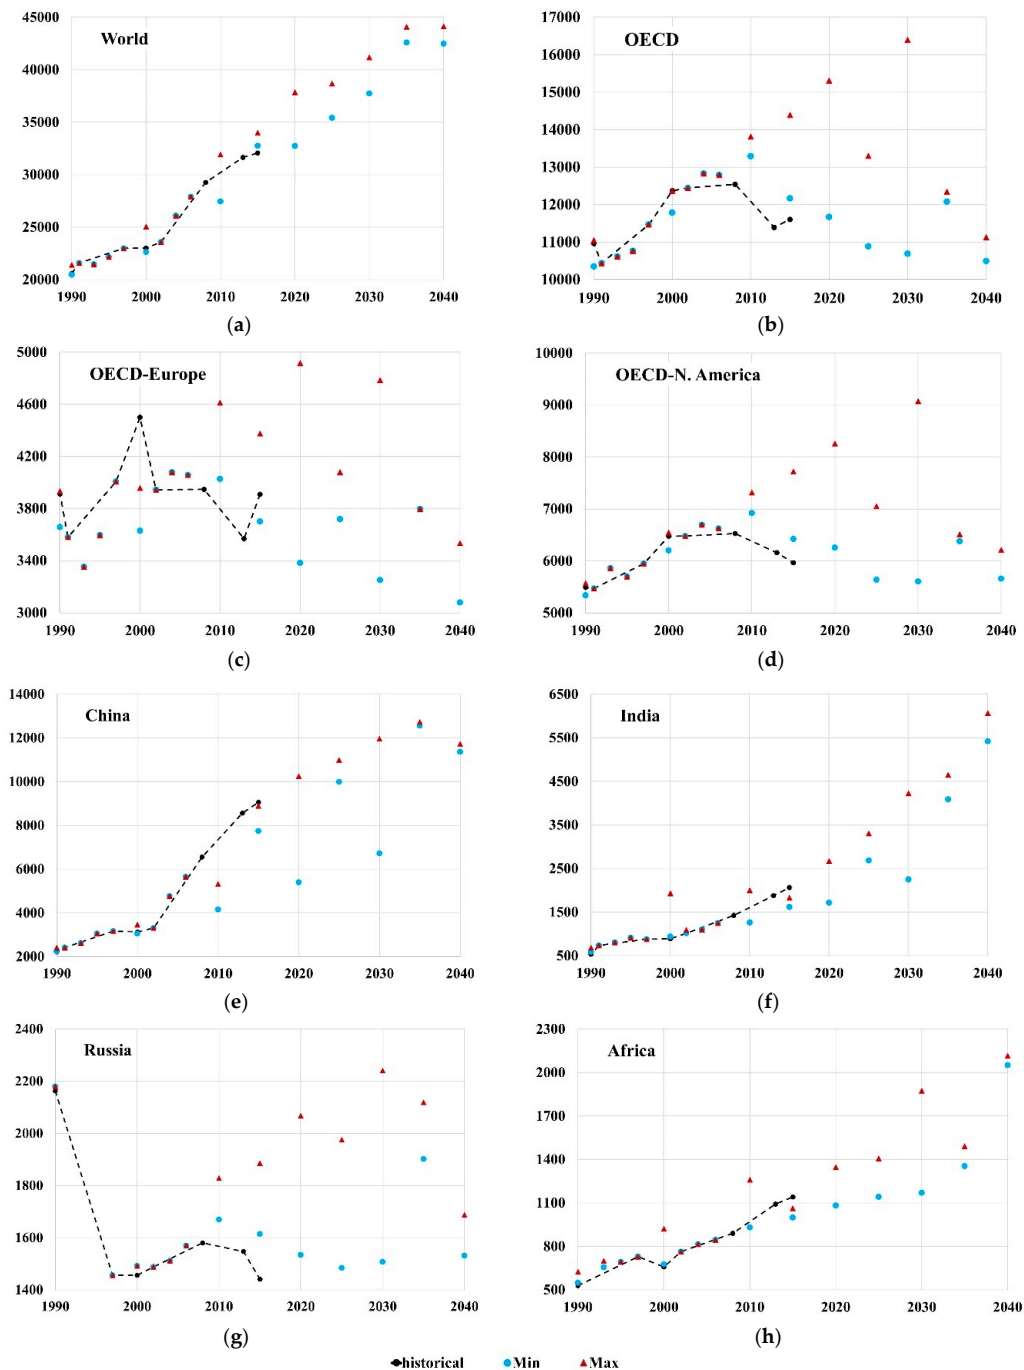 World
45000
40000
35000
30000
25000
20000
1990 2000 2010 2020 2030 2040
(a)
OECD
17000
16000
15000
14000
13000
12000
11000
10000
1990 2000 2010 2020 2030 2040
(b)
OECD-Europe
5000
4600
4200
3800
3400
3000
1990 2000 2010 2020 2030 2040
(c)
OECD-N. America
10000
9000
8000
7000
6000
5000
1990 2000 2010 2020 2030 2040
(d)
China
14000
12000
10000
8000
6000
4000
2000
1990 2000 2010 2020 2030 2040
(e)
India
6500
5500
4500
3500
2500
1500
500
1990 2000 2010 2020 2030 2040
(f)
Russia
2400
2200
2000
1800
1600
1400
1990 2000 2010 2020 2030 2040
(g)
Africa
2300
2000
1700
1400
1100
800
500
1990 2000 2010 2020 2030 2040
(h)
historical Min Max